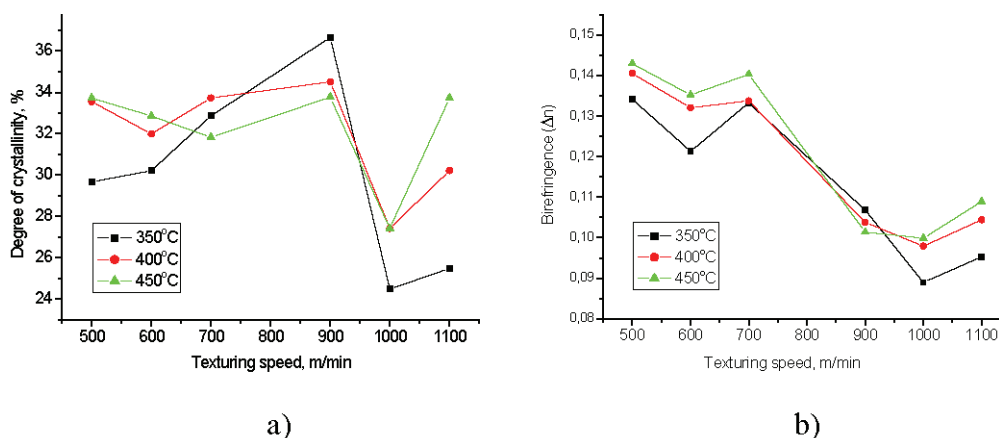 36
34
32
30
28
26
24
Degree of crystallinity, %
350°C
400°C
450°C
500 600 700 800 900 1000 1100
Texturing speed, m/min
a)
0,15
0,14
0,13
0,12
0,11
0,10
0,09
0,08
Birefringence (Δn)
350°C
400°C
450°C
500 600 700 800 900 1000 1100
Texturing speed, m/min
b)